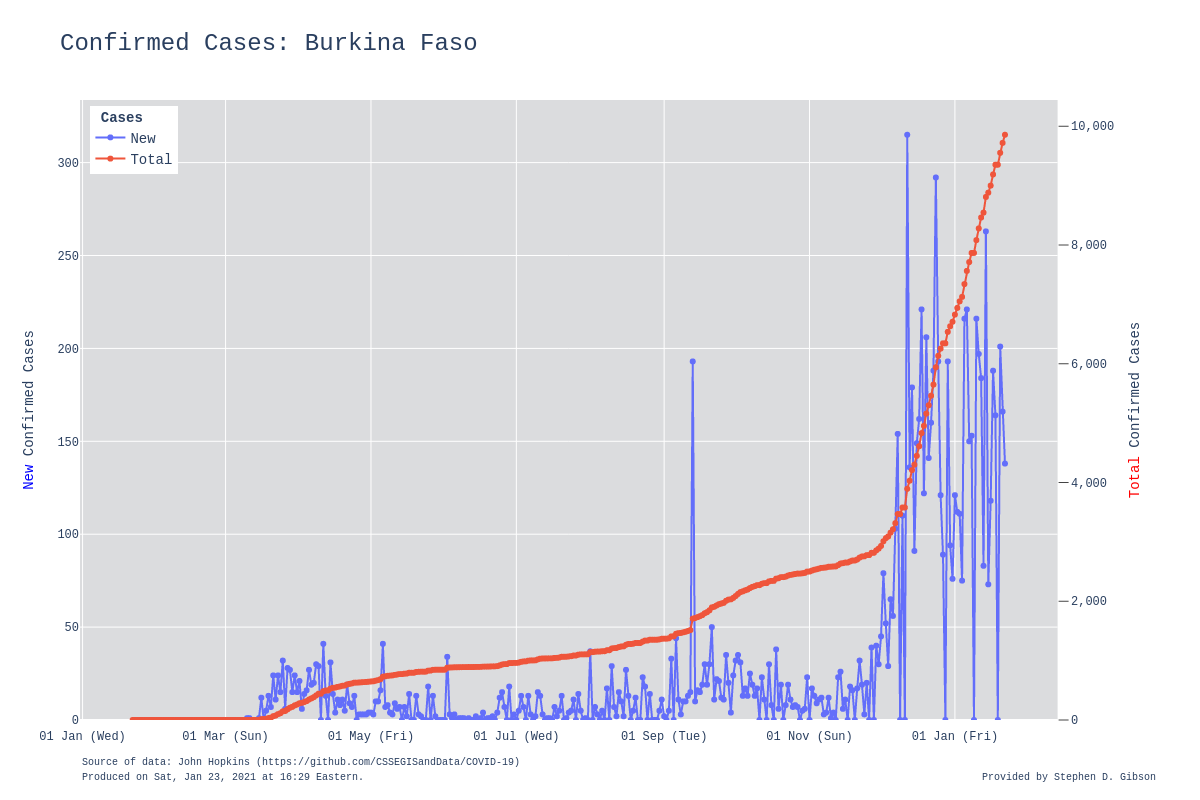 Confirmed Cases: Burkina Faso
Cases
New
Total
300
250
200
150
100
50
0
10,000
8,000
6,000
4,000
2,000
0
New Confirmed Cases
Total Confirmed Cases
01 Jan (Wed) 01 Mar (Sun) 01 May (Fri) 01 Jul (Wed) 01 Sep (Tue) 01 Nov (Sun) 01 Jan (Fri)
Source of data: John Hopkins (https://github.com/CSSEGISandData/COVID-19)
Produced on Sat, Jan 23, 2021 at 16:29 Eastern.
Provided by Stephen D. Gibson